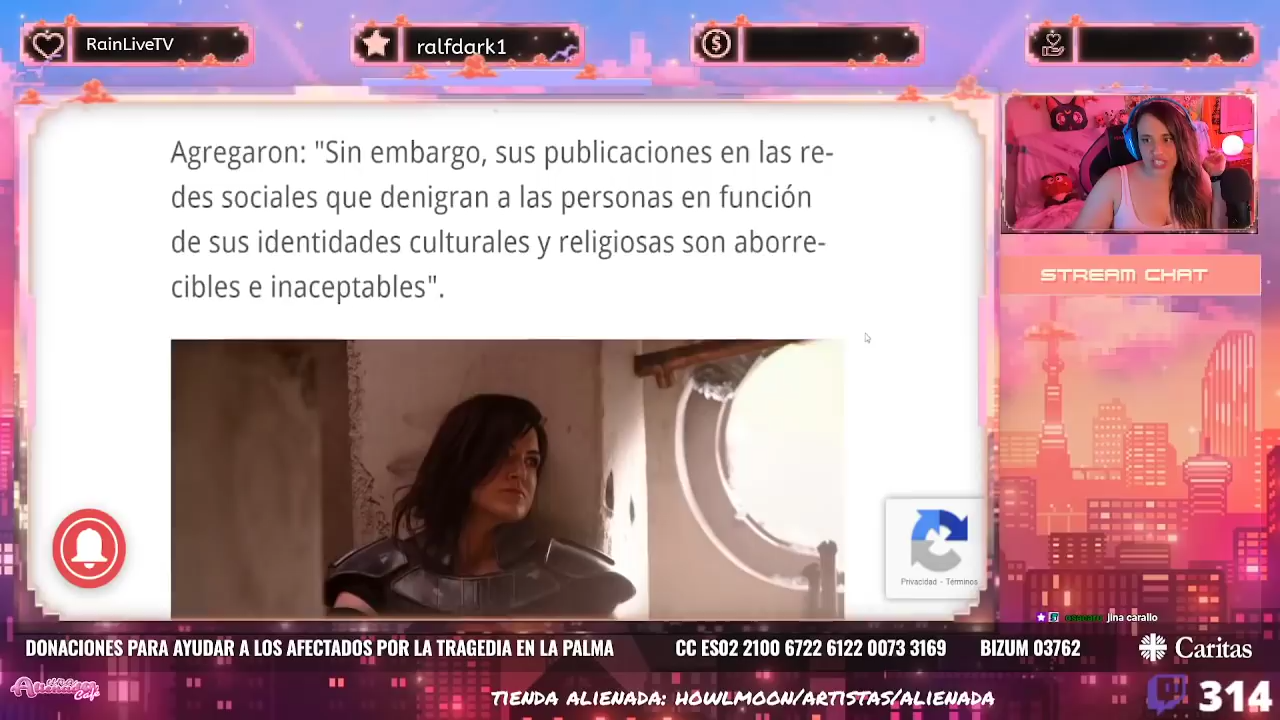 RainLiveTV
ralfdark1
Agregaron: "Sin embargo, sus publicaciones en las re-
des sociales que denigran a las personas en función
de sus identidades culturales y religiosas son aborre-
cibles e inaceptables".
STREAM CHAT
Privacidad - Términos
Jina carallo
DONACIONES PARA AYUDAR A LOS AFECTADOS POR LA TRAGEDIA EN LA PALMA
CC ES02 2100 6722 6122 0073 3169
BIZUM 03762
Caritas
TIENDA ALIENADA: HOWLMOON/ARTISTAS/ALIENADA
314